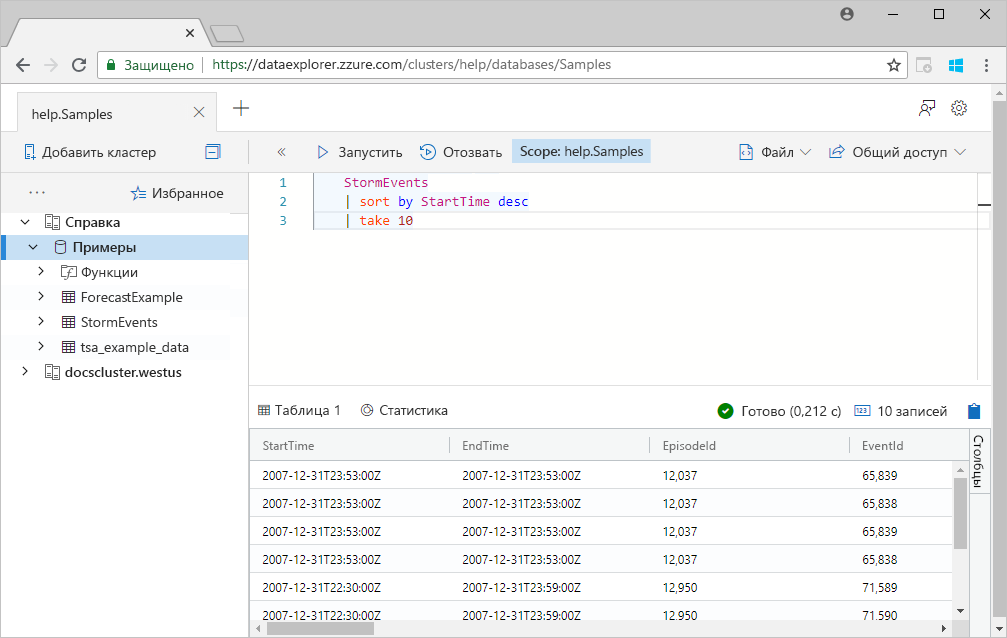 Защищено https://dataexplorer.zzure.com/clusters/help/databases/Samples
help.Samples
Добавить кластер
Запустить Отозвать Scope: help.Samples Файл Общий доступ
... Избранное
Справка
Примеры
Функции
ForecastExample
StormEvents
tsa_example_data
docscluster.westus
1 StormEvents
2 | sort by StartTime desc
3 | take 10
Таблица 1 Статистика Готово (0,212 с) 123 10 записей
StartTime EndTime EpisodeId EventId
2007-12-31T23:53:00Z 2007-12-31T23:53:00Z 12,037 65,839
2007-12-31T23:53:00Z 2007-12-31T23:53:00Z 12,037 65,838
2007-12-31T23:53:00Z 2007-12-31T23:53:00Z 12,037 65,839
2007-12-31T23:53:00Z 2007-12-31T23:53:00Z 12,037 65,838
2007-12-31T22:30:00Z 2007-12-31T23:59:00Z 12,950 71,589
2007-12-31T22:30:00Z 2007-12-31T23:59:00Z 12,950 71,590
Столбцы